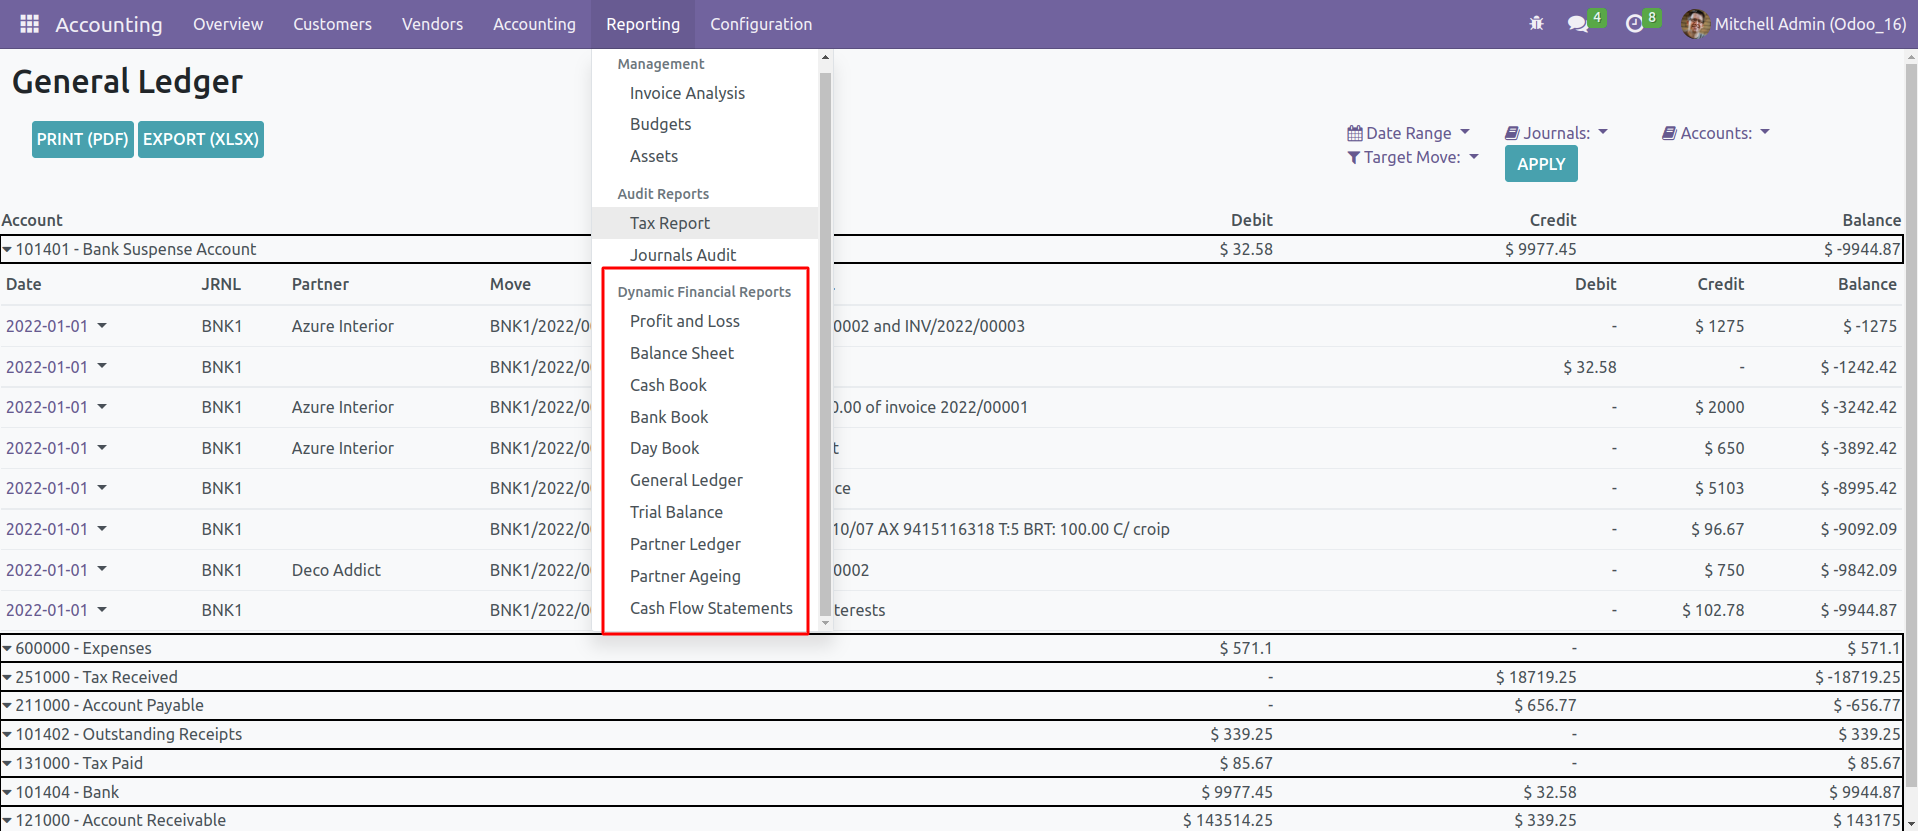 Accounting Overview Customers Vendors Accounting Reporting Configuration 4 8 Mitchell Admin (Odoo_16)
General Ledger
PRINT (PDF) EXPORT (XLSX)
Date Range Journals: Accounts:
Target Move: APPLY
Management
Invoice Analysis
Budgets
Assets
Audit Reports
Tax Report
Journals Audit
Dynamic Financial Reports
Profit and Loss
Balance Sheet
Cash Book
Bank Book
Day Book
General Ledger
Trial Balance
Partner Ledger
Partner Ageing
Cash Flow Statements
Account Debit Credit Balance
101401 - Bank Suspense Account $ 32.58 $ 9977.45 $ -9944.87
Date JRNL Partner Move Debit Credit Balance
2022-01-01 BNK1 Azure Interior BNK1/2022/0 0002 and INV/2022/00003 - $ 1275 $ -1275
2022-01-01 BNK1 BNK1/2022/0 $ 32.58 - $ -1242.42
2022-01-01 BNK1 Azure Interior BNK1/2022/0 0.00 of invoice 2022/00001 - $ 2000 $ -3242.42
2022-01-01 BNK1 Azure Interior BNK1/2022/0 t - $ 650 $ -3892.42
2022-01-01 BNK1 BNK1/2022/0 ce - $ 5103 $ -8995.42
2022-01-01 BNK1 BNK1/2022/0 10/07 AX 9415116318 T:5 BRT: 100.00 C/ croip - $ 96.67 $ -9092.09
2022-01-01 BNK1 Deco Addict BNK1/2022/0 0002 - $ 750 $ -9842.09
2022-01-01 BNK1 BNK1/2022/0 terests - $ 102.78 $ -9944.87
600000 - Expenses $ 571.1 - $ 571.1
251000 - Tax Received - $ 18719.25 $ -18719.25
211000 - Account Payable - $ 656.77 $ -656.77
101402 - Outstanding Receipts $ 339.25 - $ 339.25
131000 - Tax Paid $ 85.67 - $ 85.67
101404 - Bank $ 9977.45 $ 32.58 $ 9944.87
121000 - Account Receivable $ 143514.25 $ 339.25 $ 143175